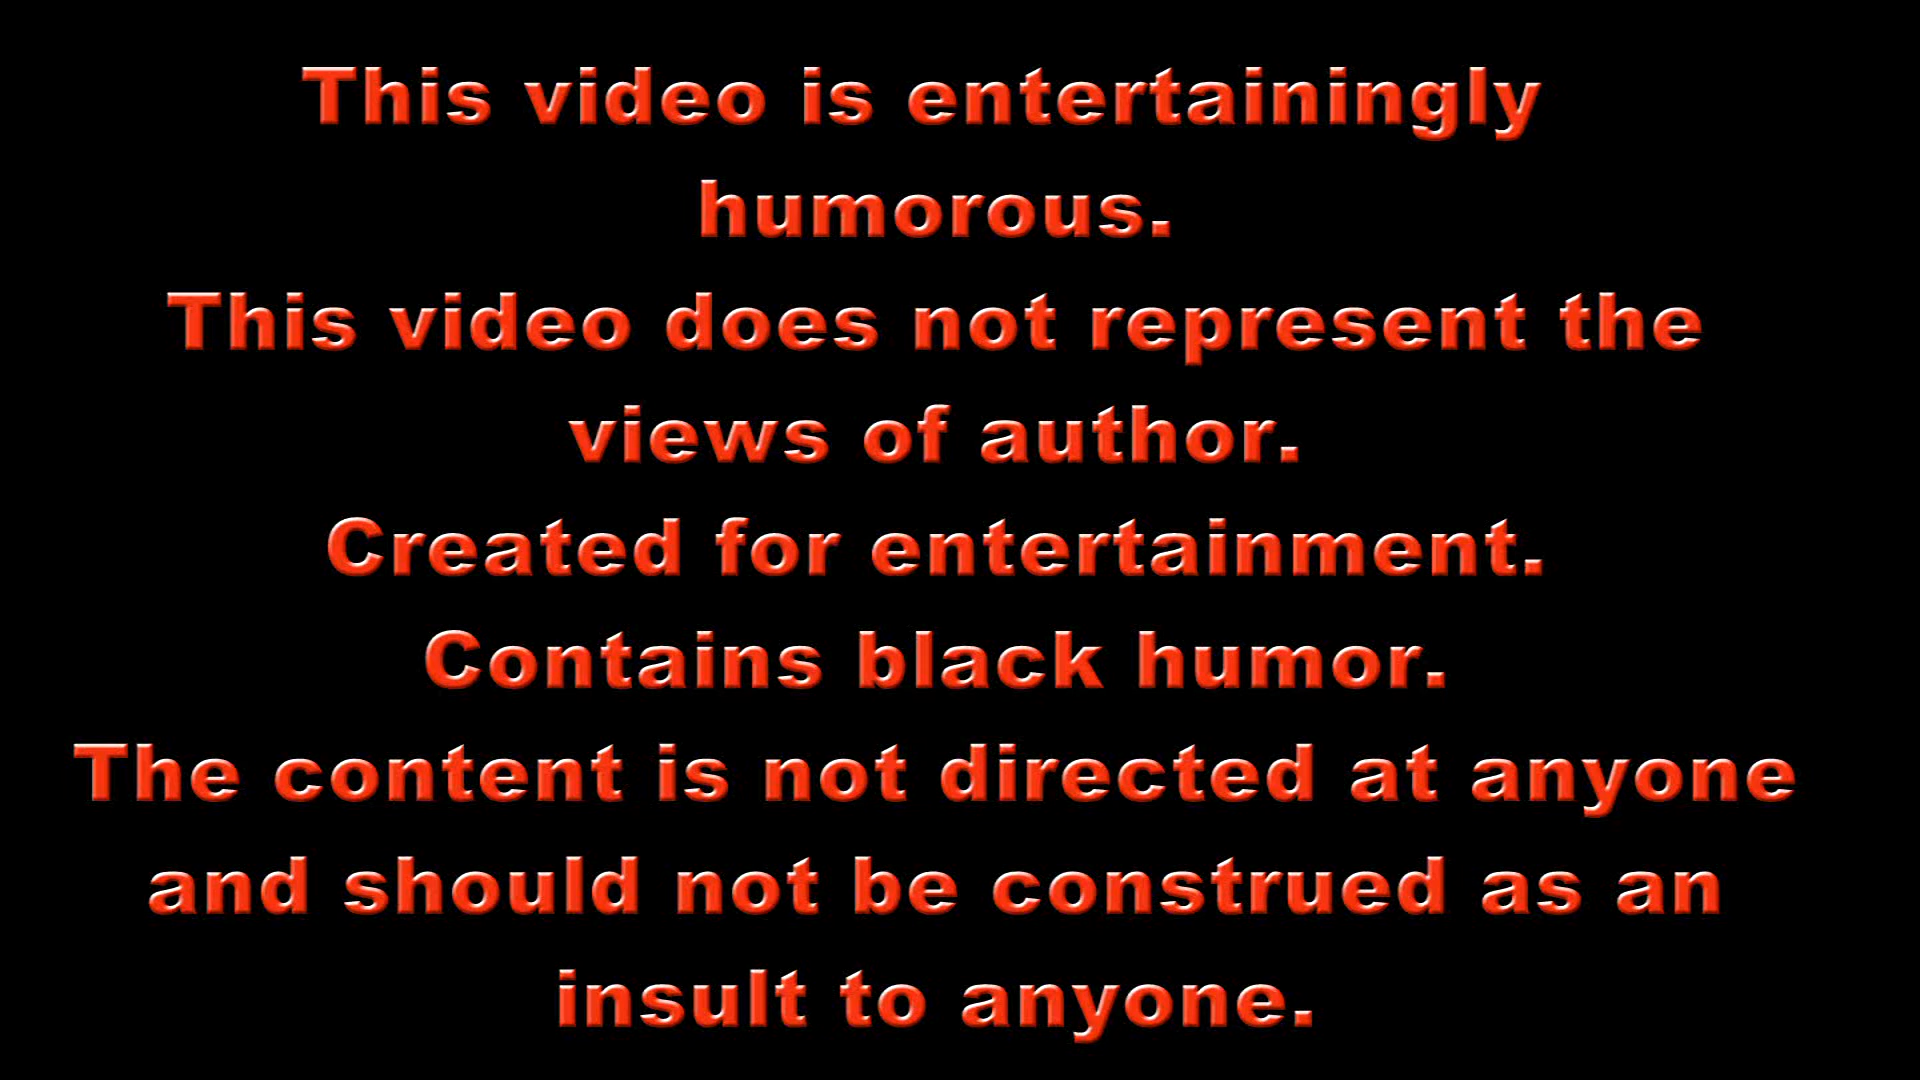 This video is entertainingly
humorous.
This video does not represent the
views of author.
Created for entertainment.
Contains black humor.
The content is not directed at anyone
and should not be construed as an
insult to anyone.